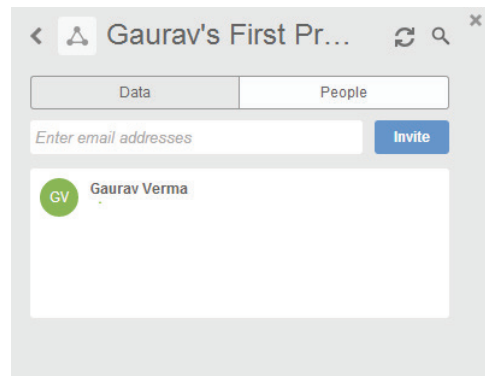 Gaurav's First Pr...
Data People
Enter email addresses Invite
GV Gaurav Verma